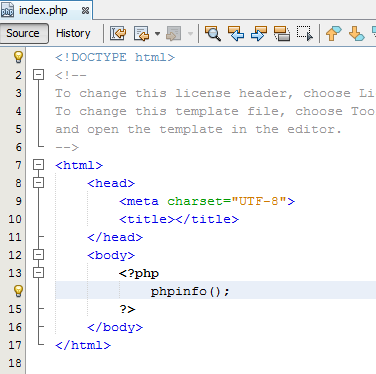 index.php
Source History
<!DOCTYPE html>
2 <!--
3 To change this license header, choose Li
4 To change this template file, choose Too
5 and open the template in the editor.
6 -->
7 <html>
8 <head>
9 <meta charset="UTF-8">
10 <title></title>
11 </head>
12 <body>
13 <?php
phpinfo();
15 ?>
16 </body>
17 </html>
18